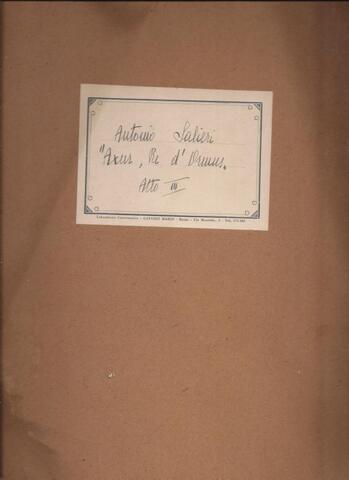 Antonio Salieri
"Axur, Re d'Ormus.
Atto III